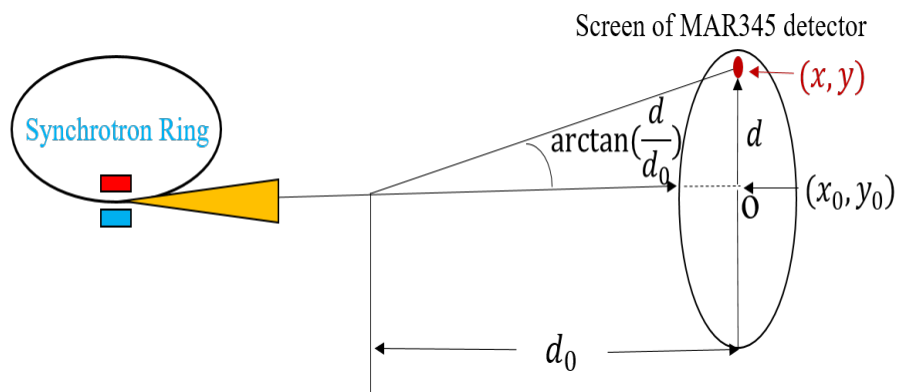 Screen of MAR345 detector
(x, y)
Synchrotron Ring
arctan(d/d₀)
d
(x₀, y₀)
O
d₀